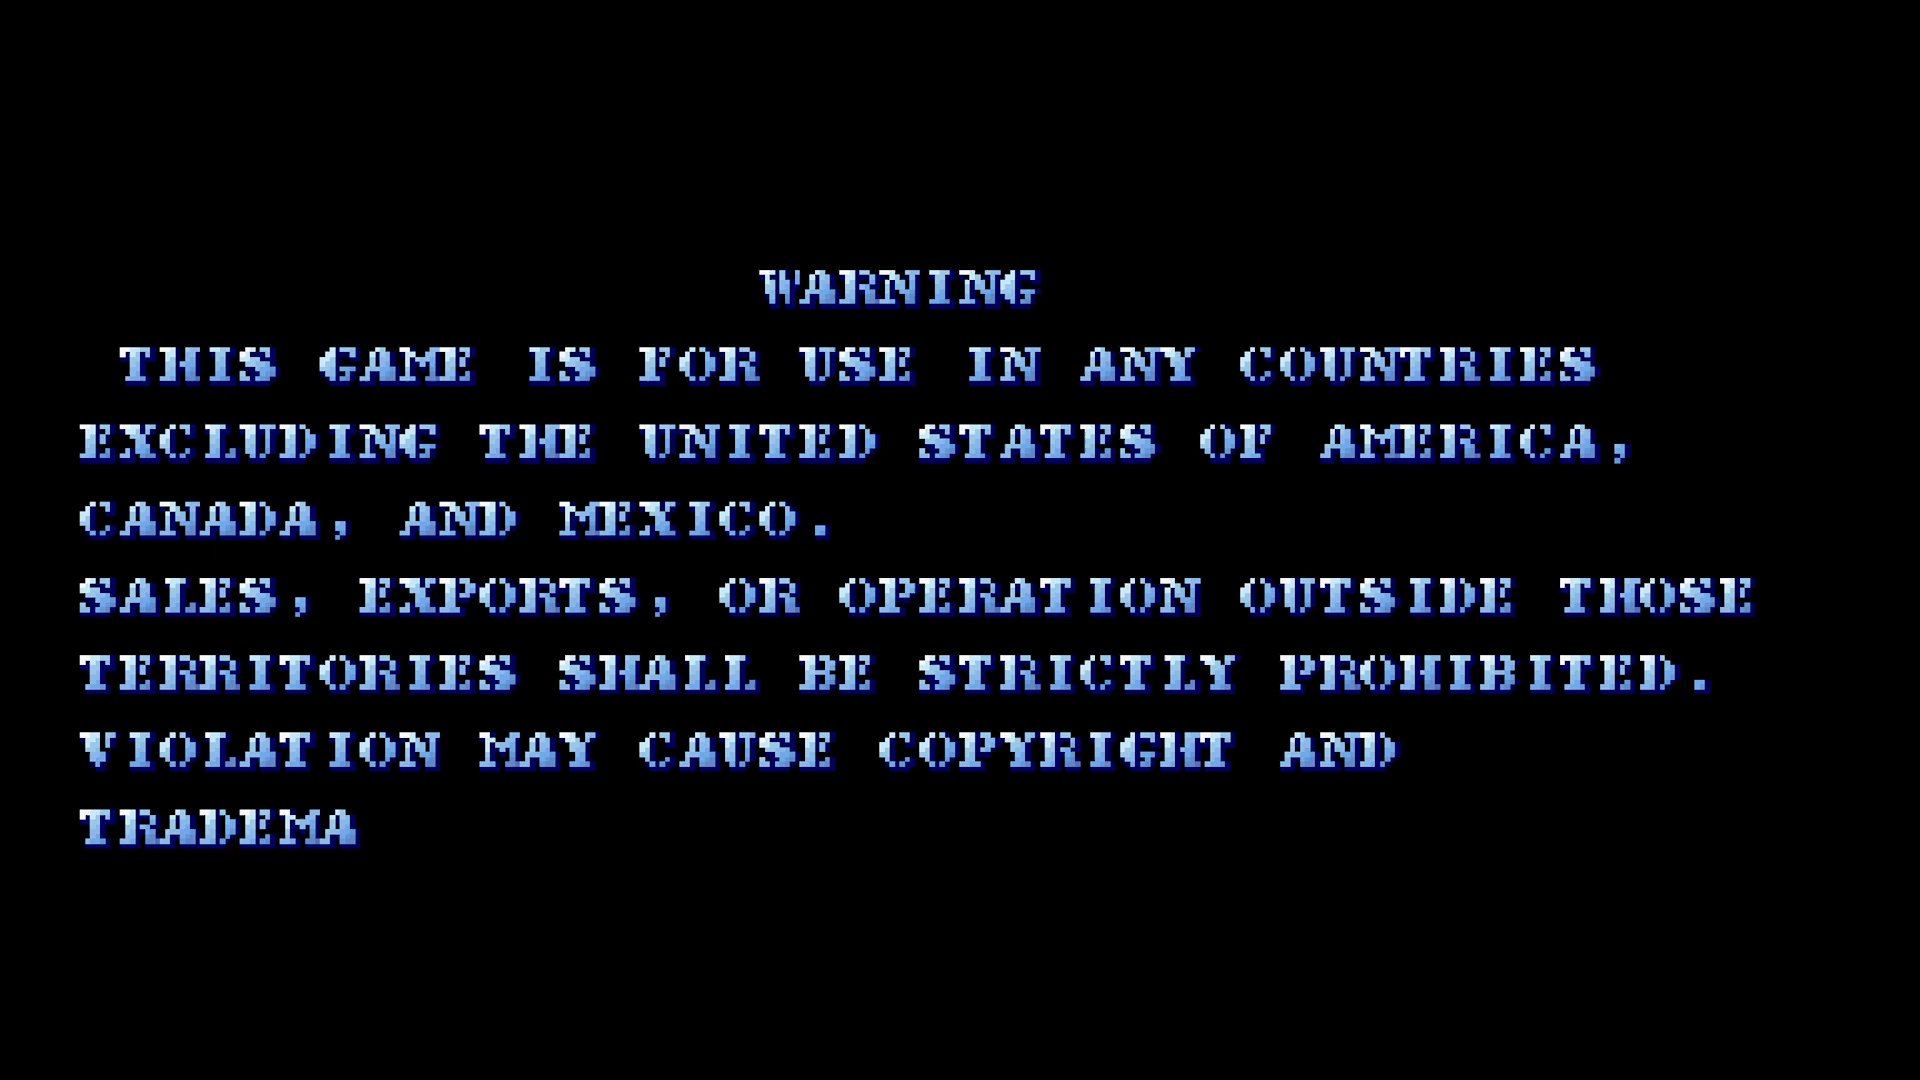 WARNING
THIS GAME IS FOR USE IN ANY COUNTRIES
EXCLUDING THE UNITED STATES OF AMERICA,
CANADA, AND MEXICO.
SALES, EXPORTS, OR OPERATION OUTSIDE THOSE
TERRITORIES SHALL BE STRICTLY PROHIBITED.
VIOLATION MAY CAUSE COPYRIGHT AND
TRADEMA